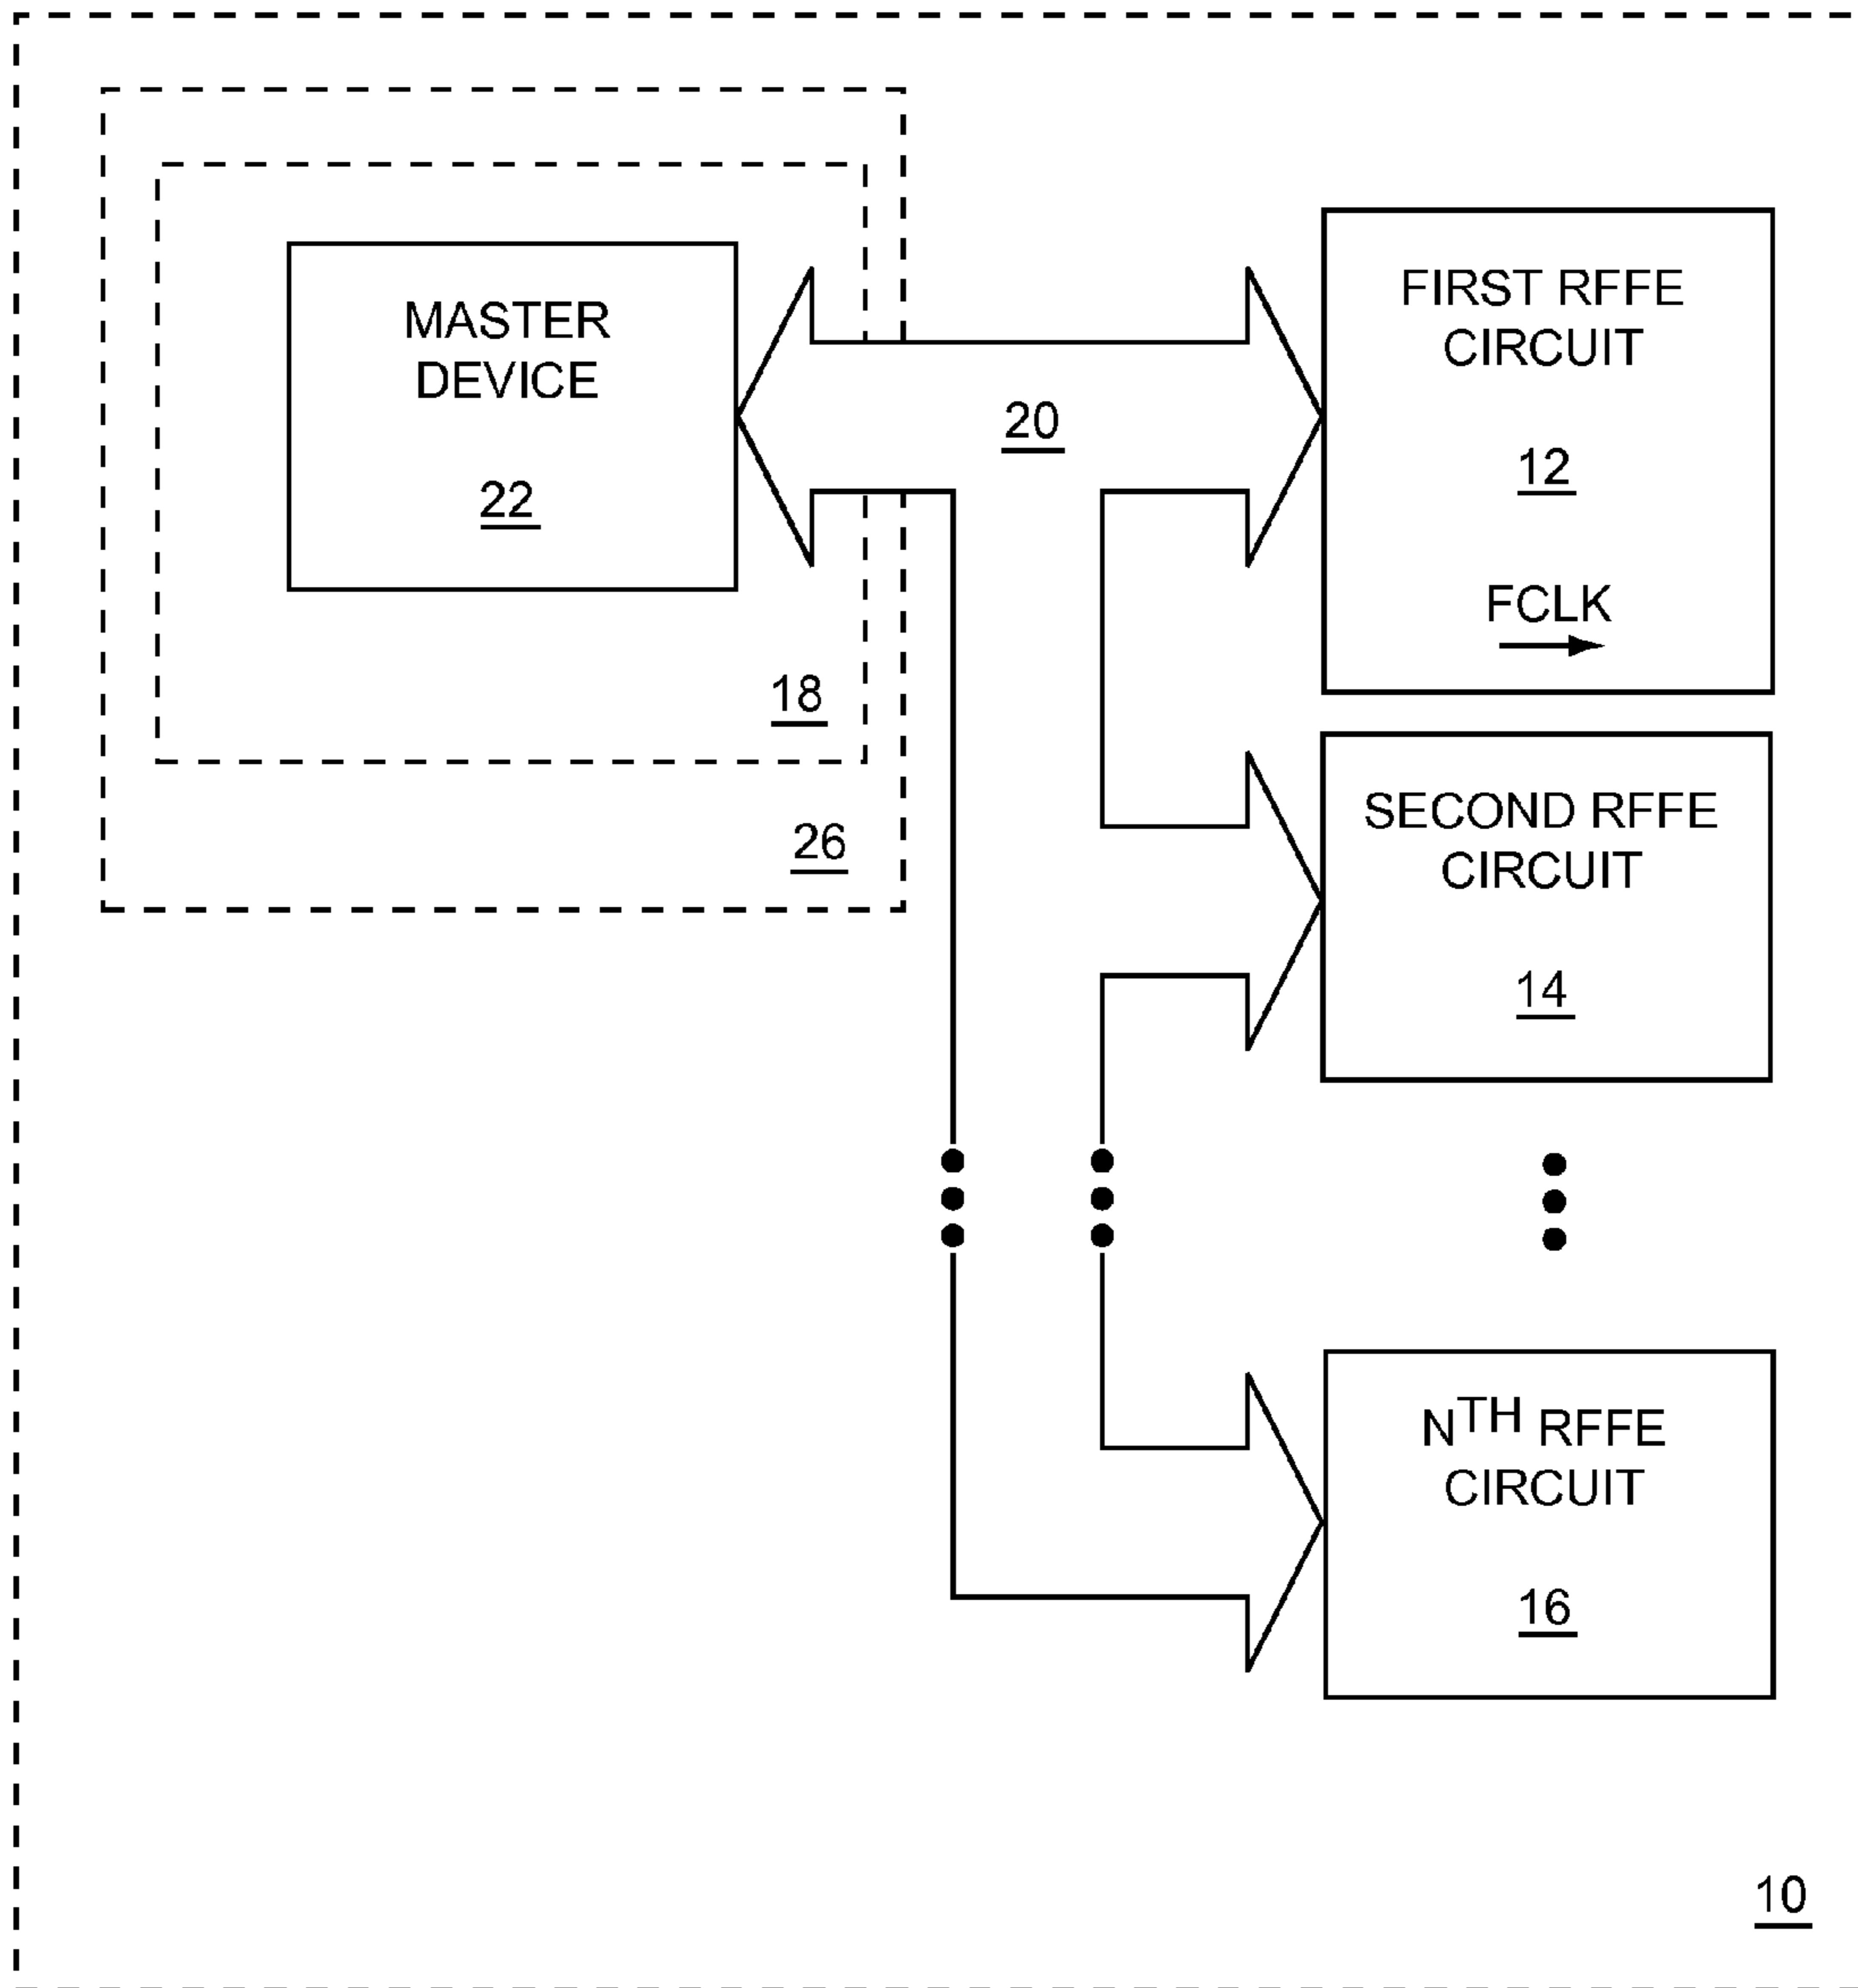 MASTER
DEVICE
22
18
26
20
FIRST RFFE
CIRCUIT
12
FCLK
SECOND RFFE
CIRCUIT
14
NTH RFFE
CIRCUIT
16
10